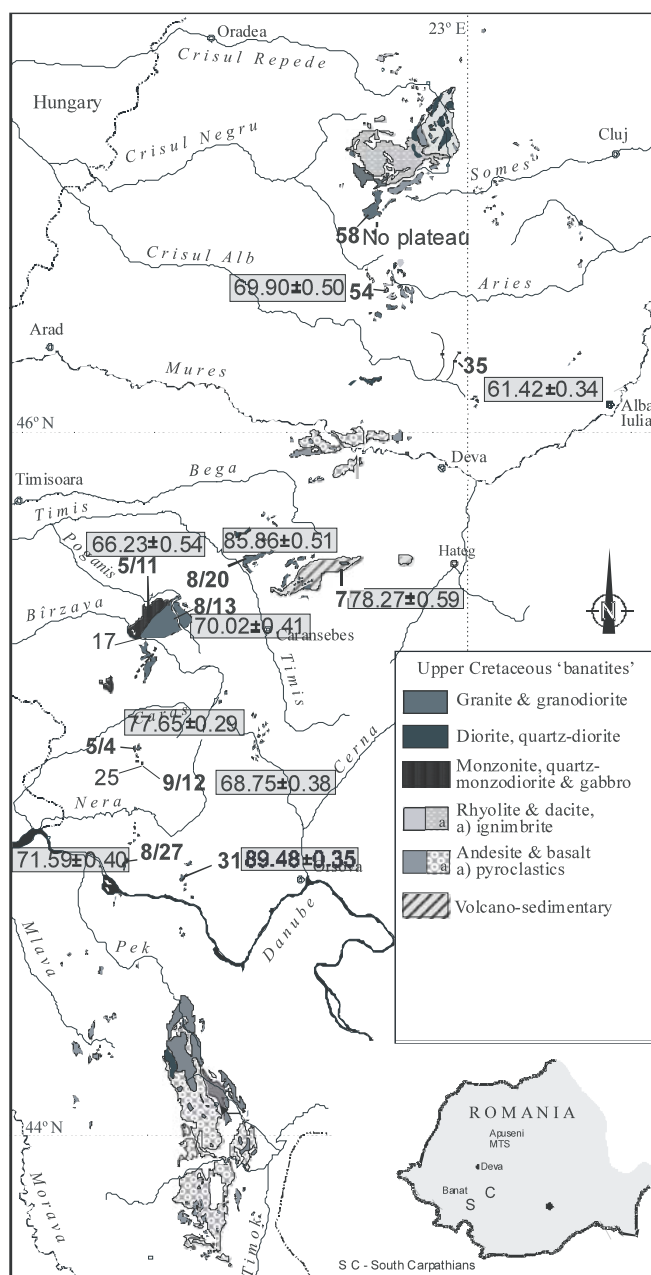 23° E
Oradea
Crisul Repede
Hungary
Crisul Negru
Cluj
Somes
58 No plateau
Crisul Alb
Aries
69.90±0.50 54
Arad
35
Mures
61.42±0.34
Alba
Iulia
46° N
Deva
Bega
Timisoara
Timis
66.23±0.54
85.86±0.51
Poganis
5/11
8/20
Hateg
7
78.27±0.59
Bîrzava
8/13
70.02±0.41
17
Caransebes
N
Timis
Upper Cretaceous 'banatites'
Granite & granodiorite
Diorite, quartz-diorite
Monzonite, quartz-
monzodiorite & gabbro
Rhyolite & dacite,
a a) ignimbrite
Andesite & basalt
a a) pyroclastics
Volcano-sedimentary
77.65±0.29
5/4
Cerna
25
9/12
68.75±0.38
Nera
71.59±0.40 8/27
31 89.48±0.35
Orsova
Danube
Mlava
Pek
44° N
Morava
Timok
ROMANIA
Apuseni
MTS
Deva
Banat
S C
S C - South Carpathians